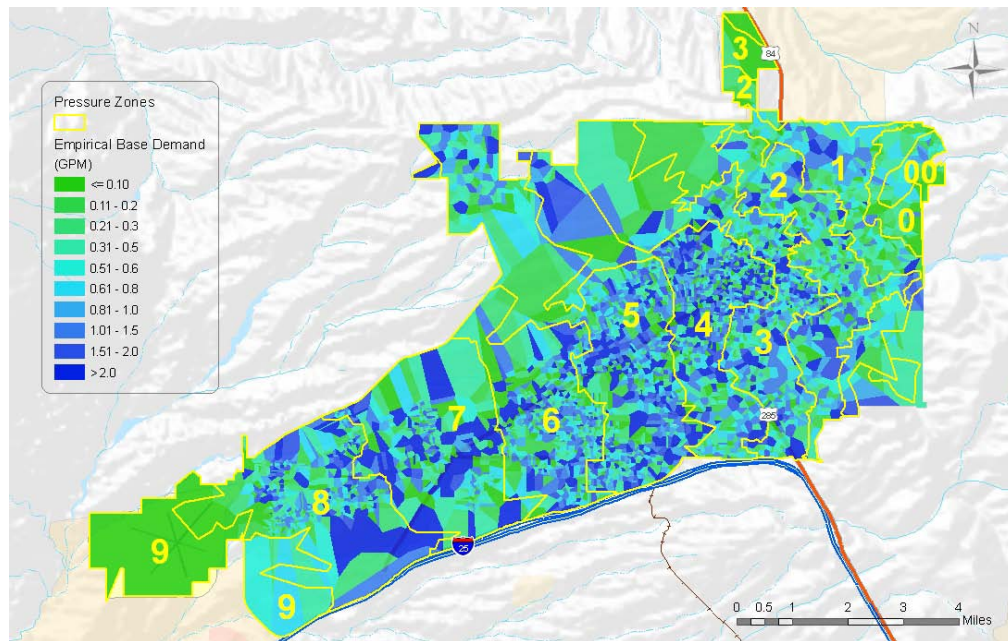 N
3
84
2
Pressure Zones
Empirical Base Demand
(GPM)
<= 0.10
0.11 - 0.2
0.21 - 0.3
0.31 - 0.5
0.51 - 0.6
0.61 - 0.8
0.81 - 1.0
1.01 - 1.5
1.51 - 2.0
> 2.0
1
2
00
0
5
4
3
7
6
285
8
9
25
9
0 0.5 1 2 3 4
Miles